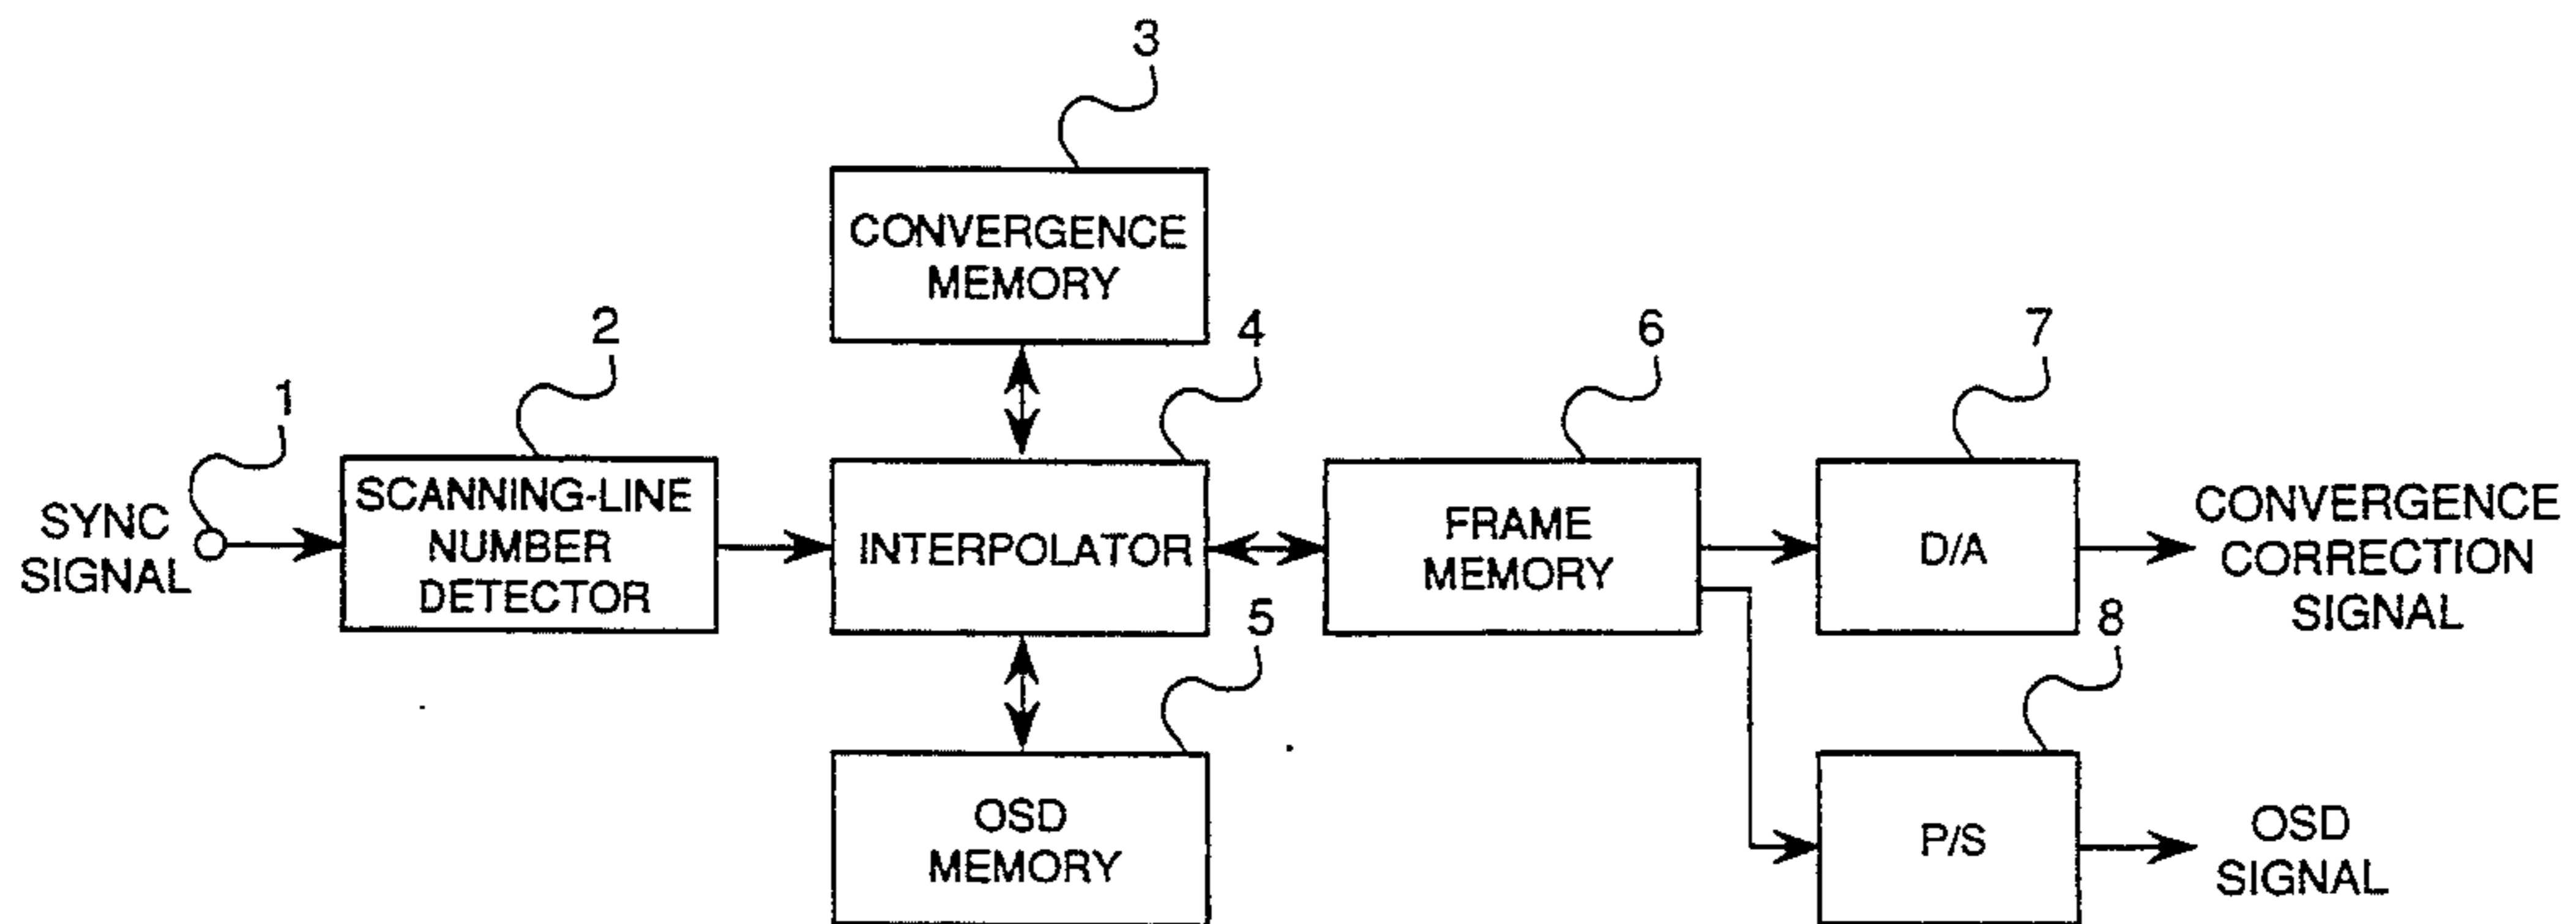 3
CONVERGENCE
MEMORY
2
4
6
7
1
SYNC
SIGNAL
SCANNING-LINE
NUMBER
DETECTOR
INTERPOLATOR
FRAME
MEMORY
D/A
CONVERGENCE
CORRECTION
SIGNAL
5
8
OSD
MEMORY
P/S
OSD
SIGNAL